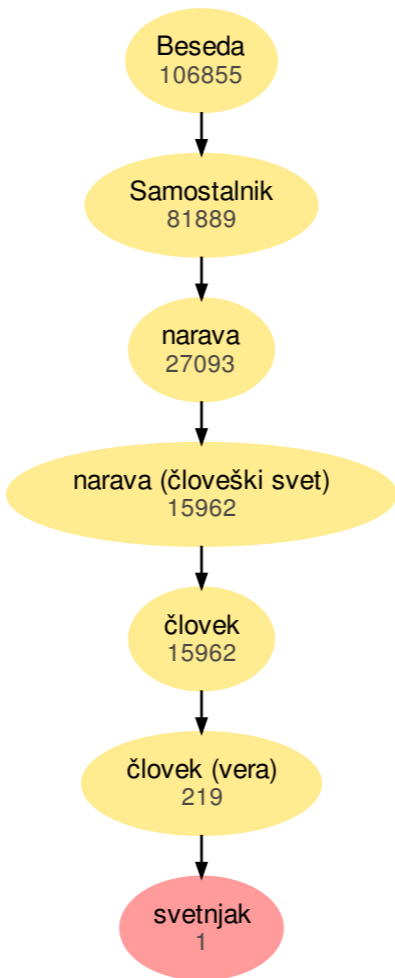 Beseda
106855
Samostalnik
81889
narava
27093
narava (človeški svet)
15962
človek
15962
človek (vera)
219
svetnjak
1